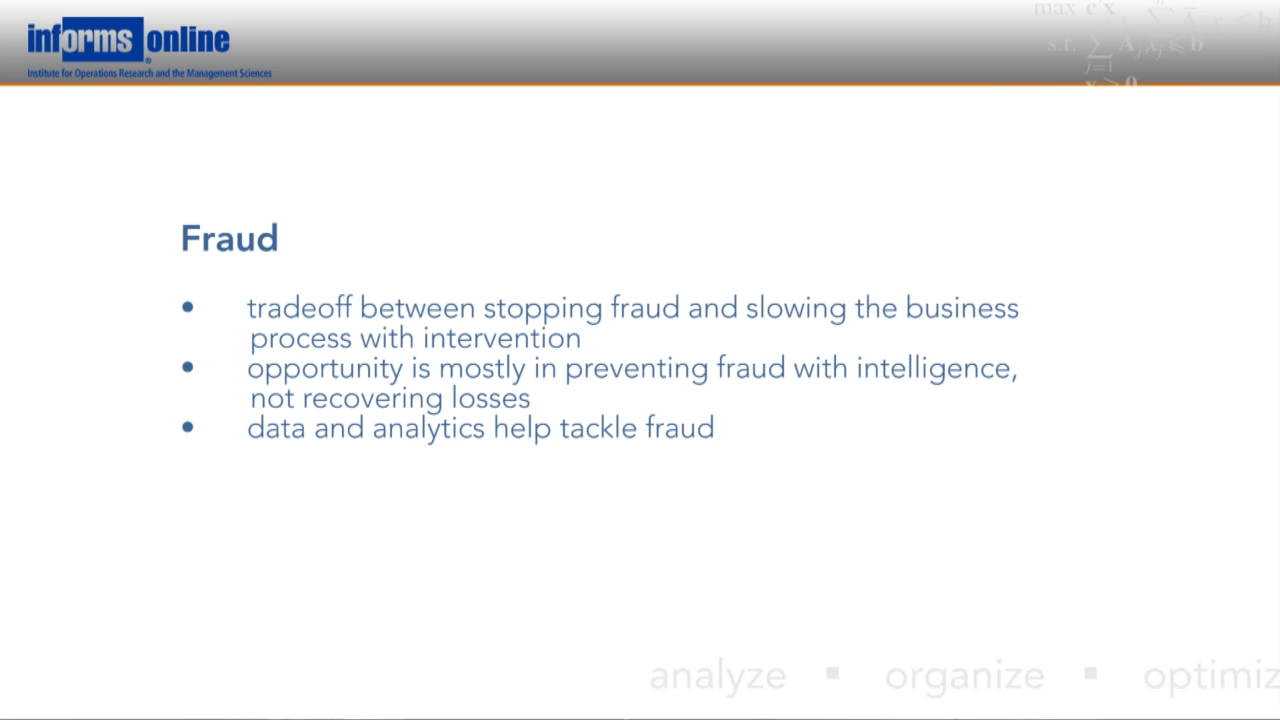 informs online
®
Institute for Operations Research and the Management Sciences
max c'x
s.t.
j=1
Fraud
• tradeoff between stopping fraud and slowing the business
process with intervention
• opportunity is mostly in preventing fraud with intelligence,
not recovering losses
• data and analytics help tackle fraud
analyze ▪ organize ▪ optimiz